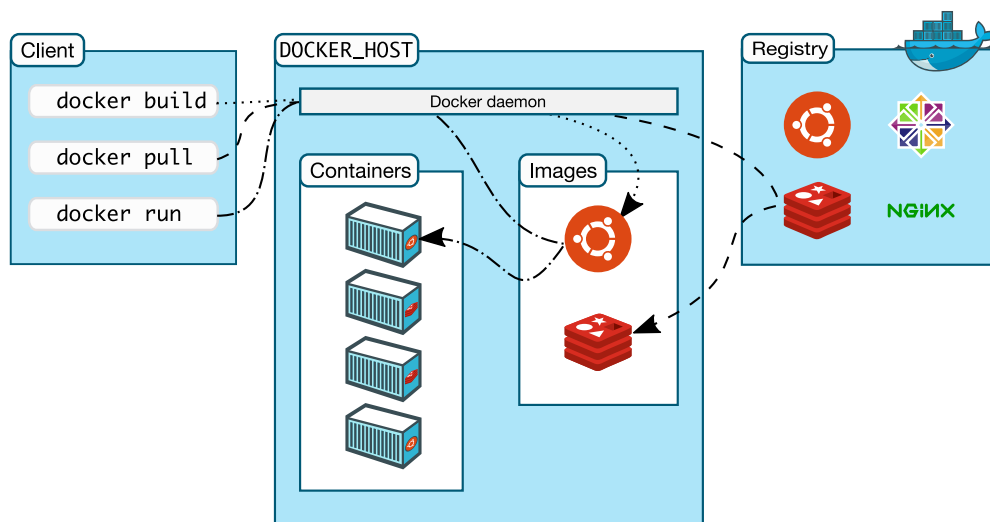 Client
docker build
docker pull
docker run
DOCKER_HOST
Docker daemon
Containers
Images
Registry
NGiNX